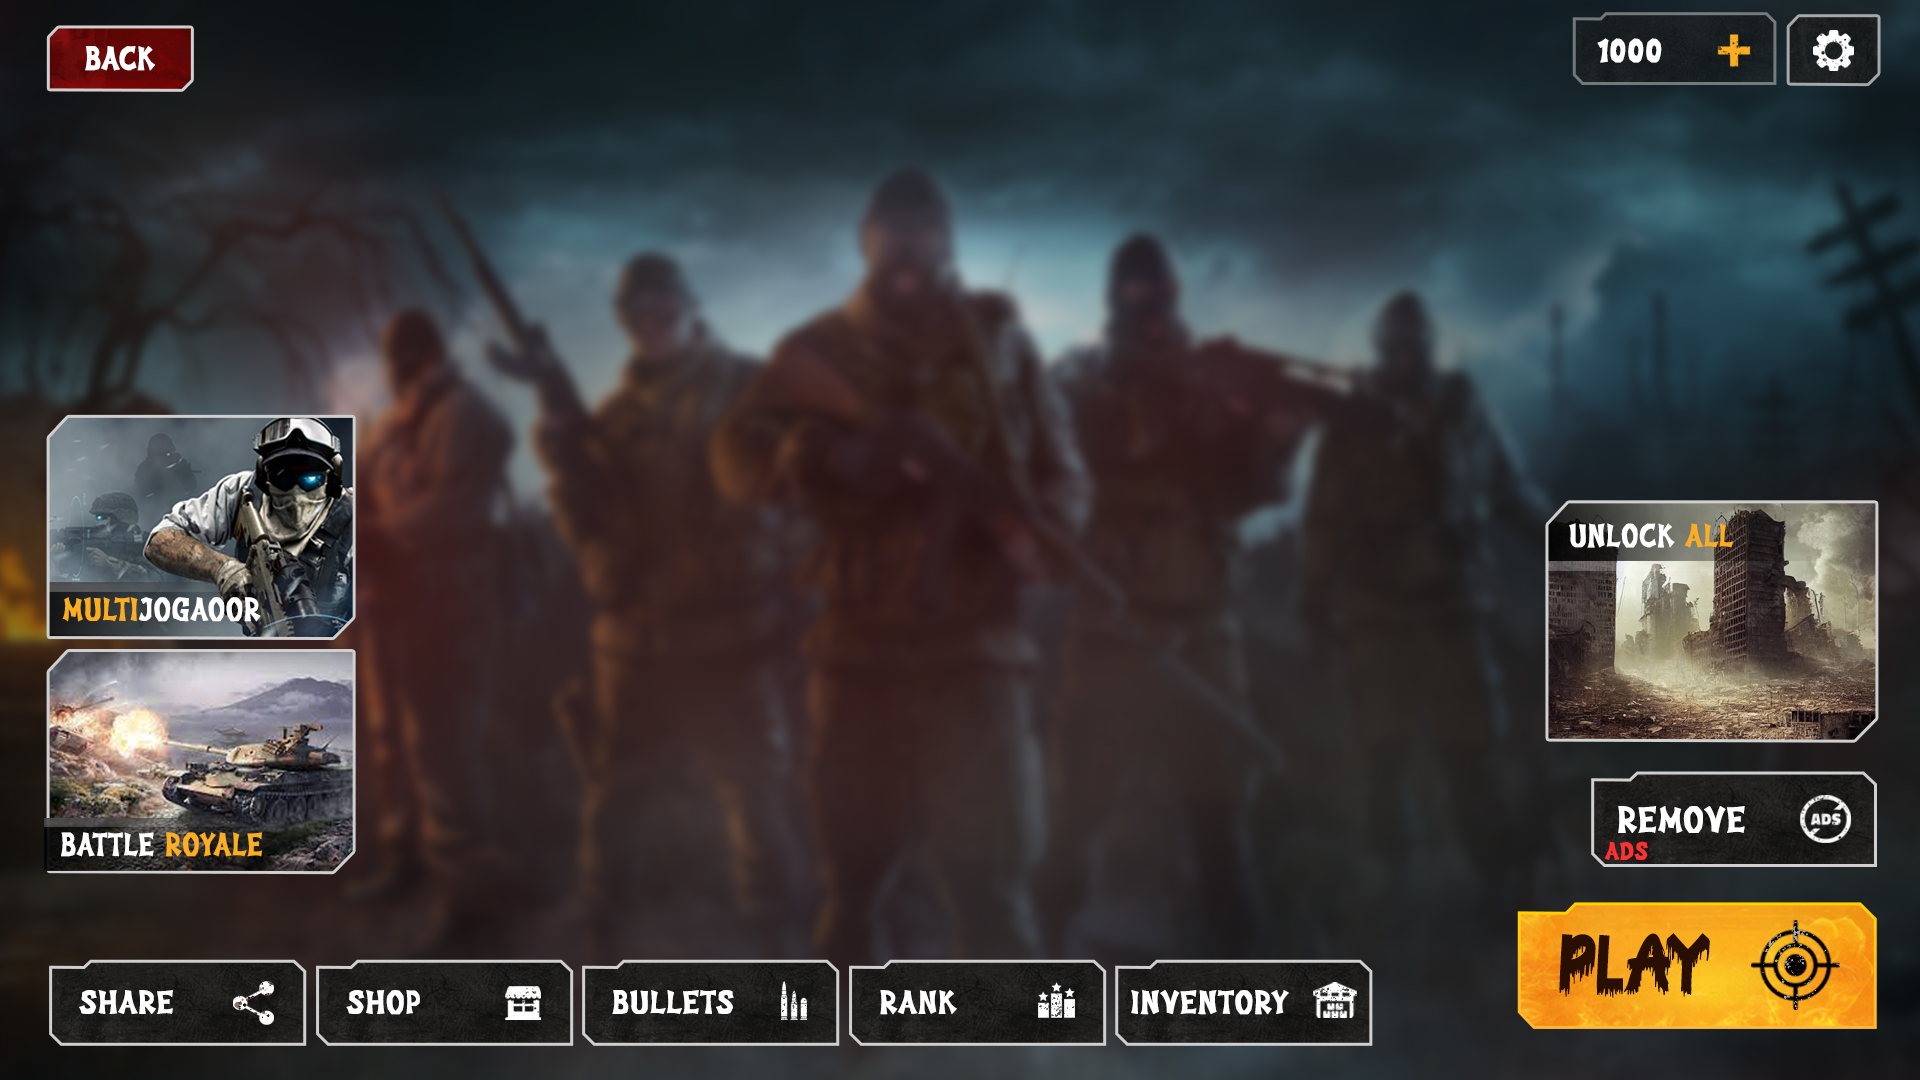 BACK
1000
UNLOCK ALL
MULTIJOGAOOR
BATTLE ROYALE
REMOVE
ADS
ADS
PLAY
SHARE
SHOP
BULLETS
RANK
INVENTORY